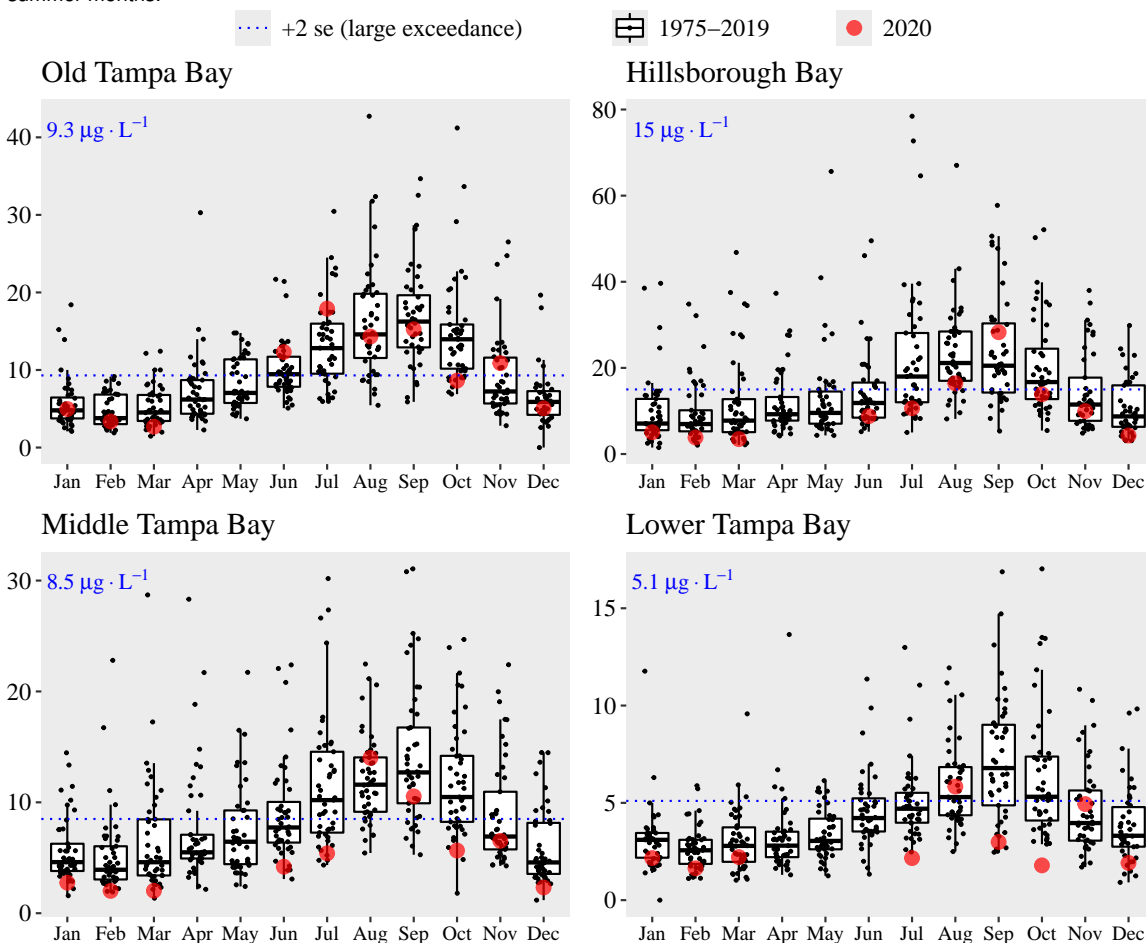 summer months.
+2 se (large exceedance) 1975−2019 2020
Old Tampa Bay
9.3 µg · L⁻¹
40
30
20
10
0
Jan Feb Mar Apr May Jun Jul Aug Sep Oct Nov Dec
Hillsborough Bay
15 µg · L⁻¹
80
60
40
20
0
Jan Feb Mar Apr May Jun Jul Aug Sep Oct Nov Dec
Middle Tampa Bay
8.5 µg · L⁻¹
30
20
10
0
Jan Feb Mar Apr May Jun Jul Aug Sep Oct Nov Dec
Lower Tampa Bay
5.1 µg · L⁻¹
15
10
5
0
Jan Feb Mar Apr May Jun Jul Aug Sep Oct Nov Dec